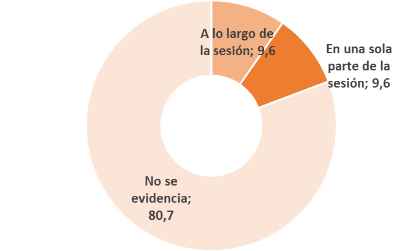 A lo largo de
la sesión; 9,6
En una sola
parte de la
sesión; 9,6
No se
evidencia;
80,7